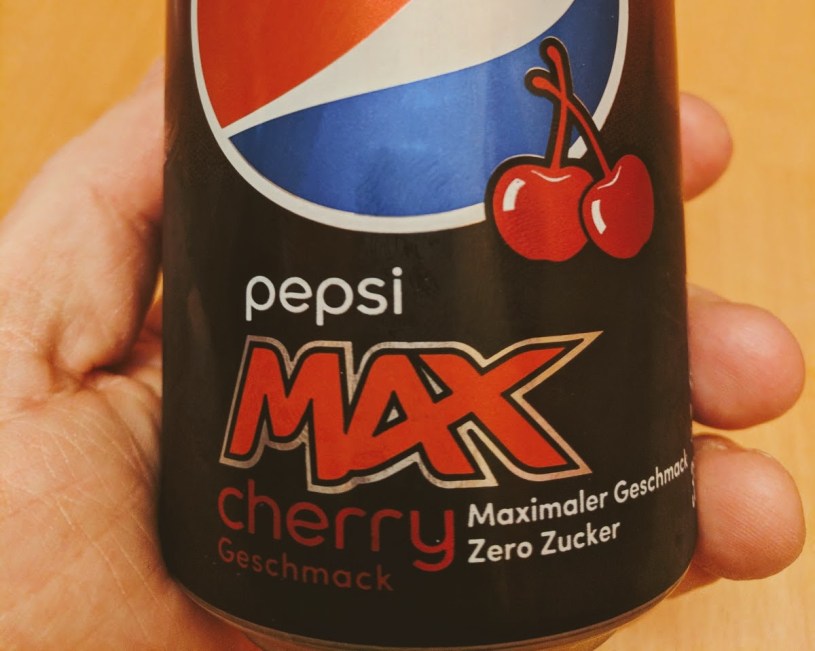 pepsi
MAX
cherry
Geschmack
Maximaler Geschmack
Zero Zucker